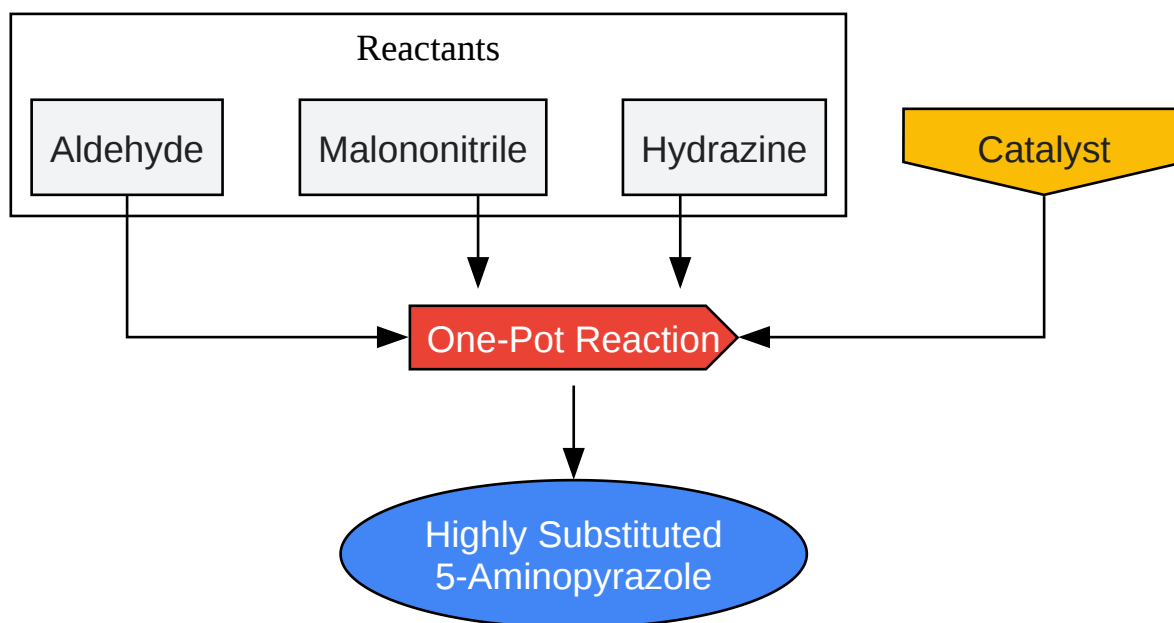 Reactants
Aldehyde
Malononitrile
Hydrazine
Catalyst
One-Pot Reaction
Highly Substituted
5-Aminopyrazole